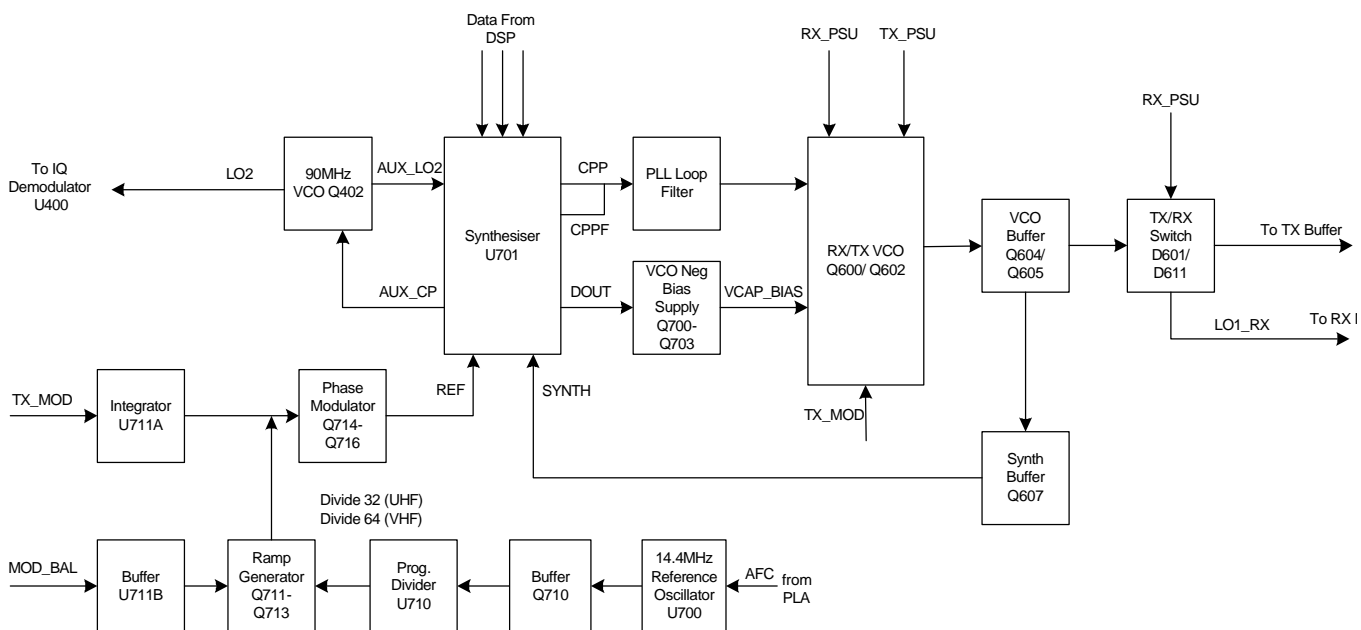 Data From
DSP
RX_PSU
TX_PSU
RX_PSU
To IQ
Demodulator
U400
LO2
90MHz
VCO Q402
AUX_LO2
AUX_CP
Synthesiser
U701
CPP
CPPF
PLL Loop
Filter
DOUT
VCO Neg
Bias
Supply
Q700-
Q703
VCAP_BIAS
RX/TX VCO
Q600/ Q602
VCO
Buffer
Q604/
Q605
TX/RX
Switch
D601/
D611
To TX Buffer
LO1_RX
To RX
TX_MOD
Integrator
U711A
Phase
Modulator
Q714-
Q716
REF
SYNTH
TX_MOD
Synth
Buffer
Q607
Divide 32 (UHF)
Divide 64 (VHF)
MOD_BAL
Buffer
U711B
Ramp
Generator
Q711-
Q713
Prog.
Divider
U710
Buffer
Q710
14.4MHz
Reference
Oscillator
U700
AFC
from
PLA